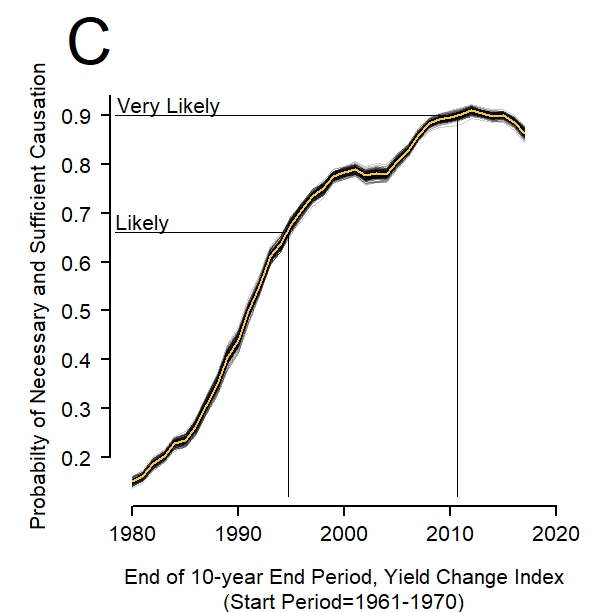 C
Probabilty of Necessary and Sufficient Causation
Very Likely
Likely
0.9
0.8
0.7
0.6
0.5
0.4
0.3
0.2
1980 1990 2000 2010 2020
End of 10-year End Period, Yield Change Index
(Start Period=1961-1970)